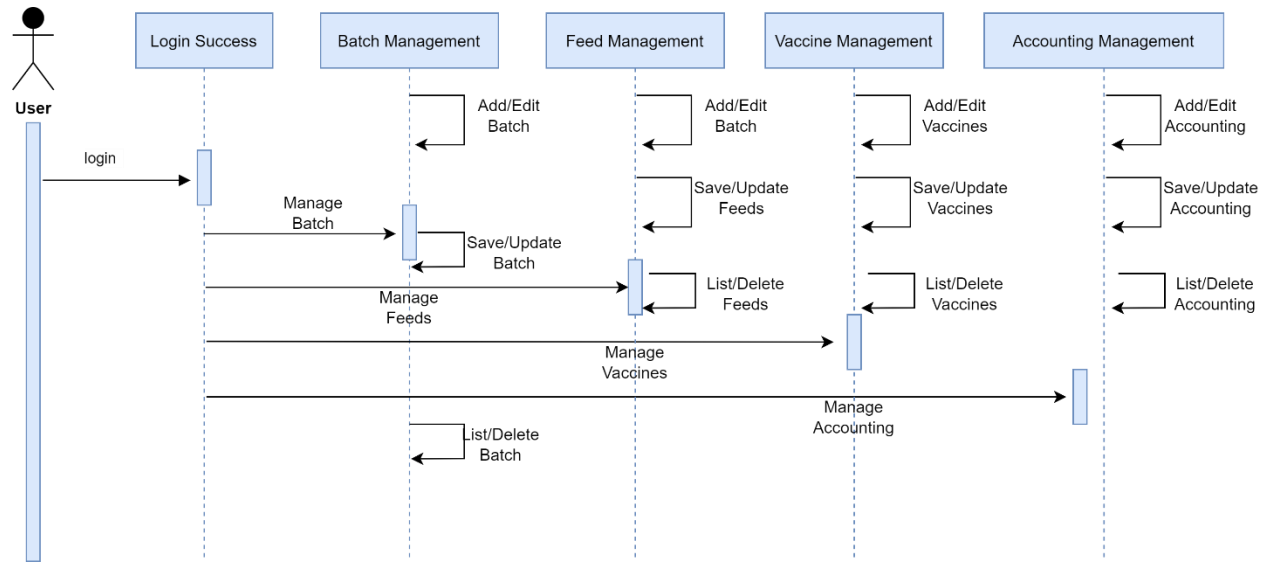 Login Success
Batch Management
Feed Management
Vaccine Management
Accounting Management
User
Add/Edit
Batch
Add/Edit
Batch
Add/Edit
Vaccines
Add/Edit
Accounting
login
Save/Update
Feeds
Save/Update
Vaccines
Save/Update
Accounting
Manage
Batch
Save/Update
Batch
List/Delete
Feeds
List/Delete
Vaccines
List/Delete
Accounting
Manage
Feeds
Manage
Vaccines
Manage
Accounting
List/Delete
Batch